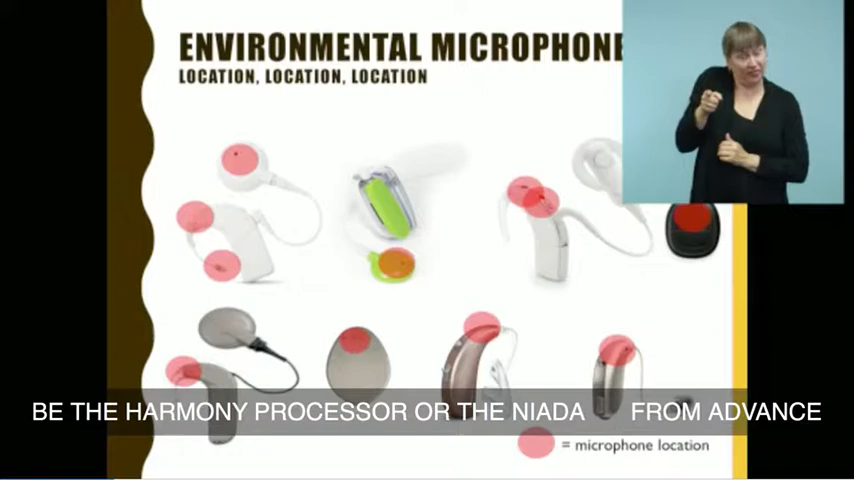 ENVIRONMENTAL MICROPHONE
LOCATION, LOCATION, LOCATION
BE THE HARMONY PROCESSOR OR THE NIADA FROM ADVANCE
= microphone location